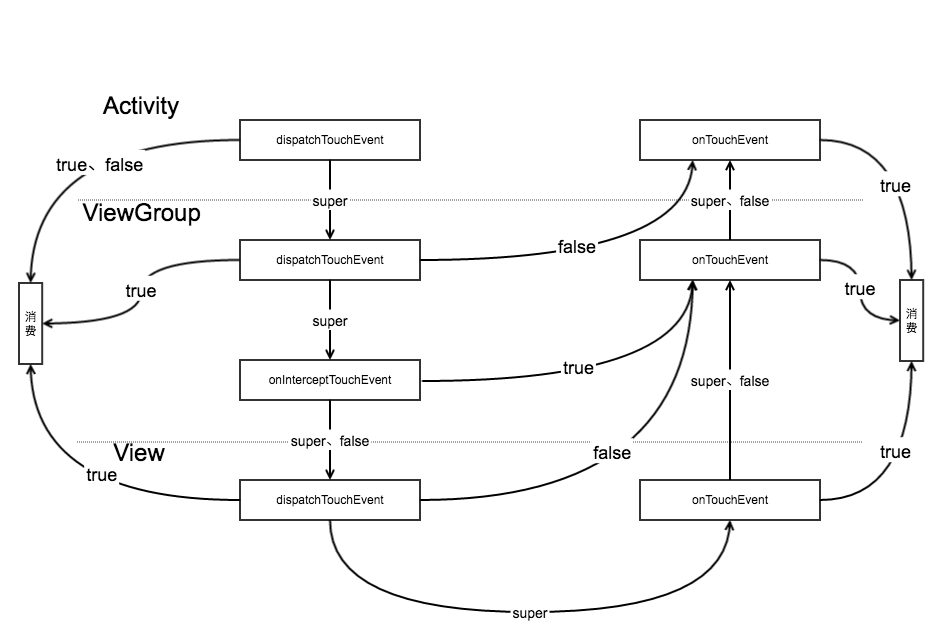 Activity
dispatchTouchEvent
onTouchEvent
true、false
true
super
super、false
ViewGroup
false
dispatchTouchEvent
onTouchEvent
true
true
消费
消费
super
true
onInterceptTouchEvent
super、false
super、false
View
false
true
true
dispatchTouchEvent
onTouchEvent
super